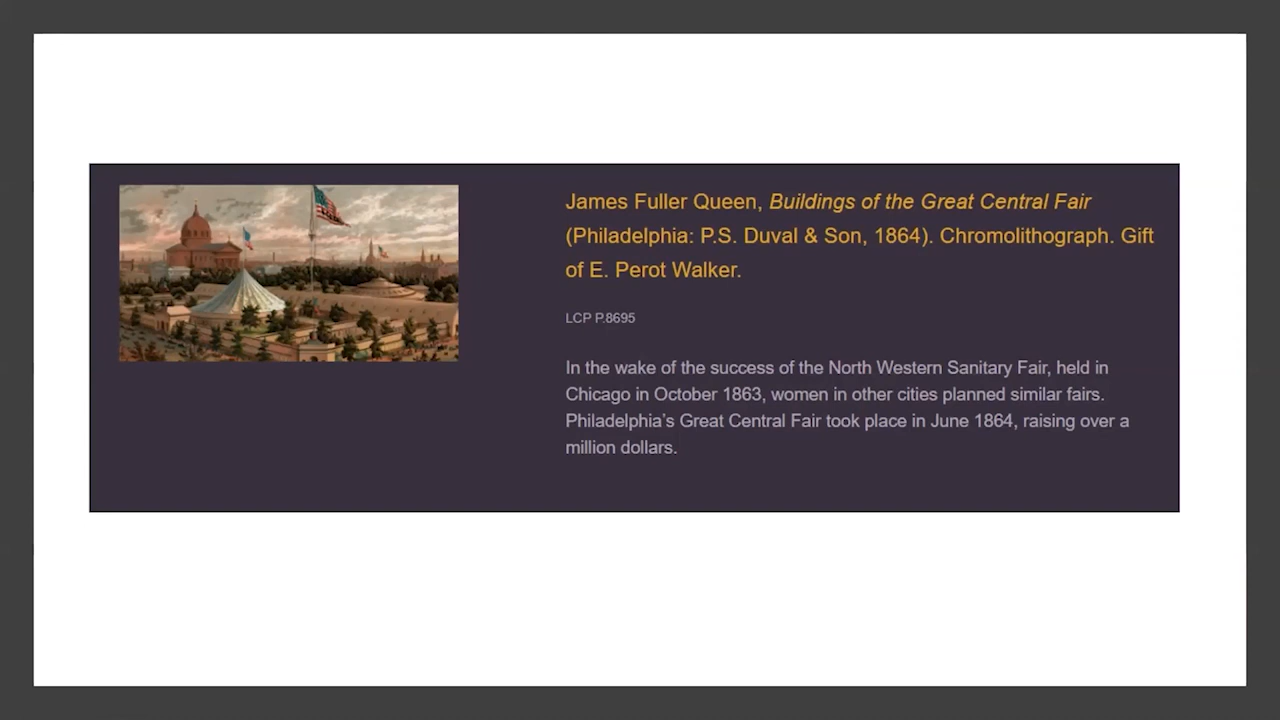 James Fuller Queen, Buildings of the Great Central Fair
(Philadelphia: P.S. Duval & Son, 1864). Chromolithograph. Gift
of E. Perot Walker.
LCP P.8695
In the wake of the success of the North Western Sanitary Fair, held in
Chicago in October 1863, women in other cities planned similar fairs.
Philadelphia’s Great Central Fair took place in June 1864, raising over a
million dollars.